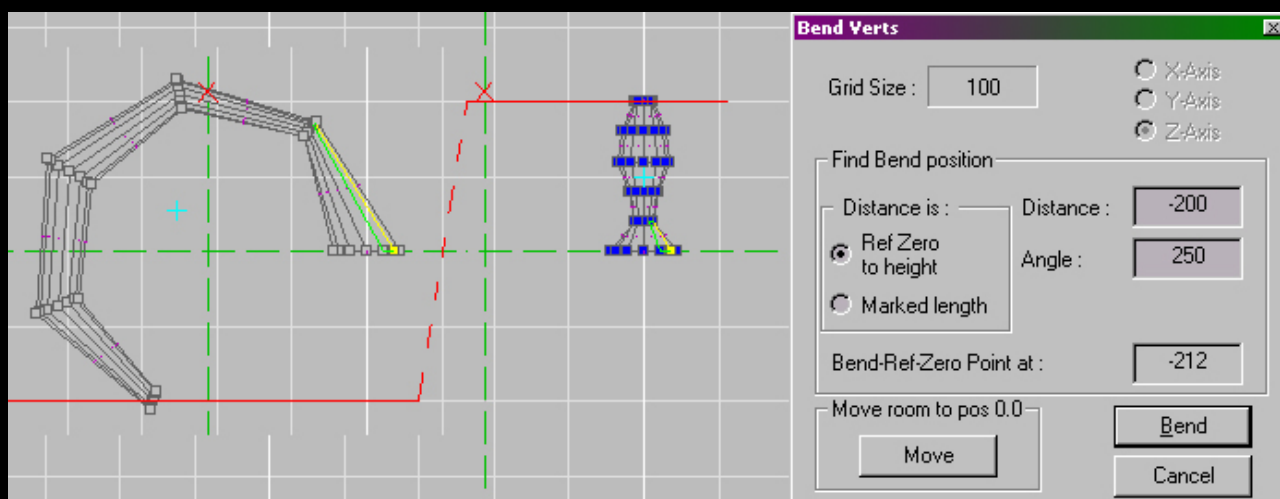 Bend Verts
Grid Size : 100
X-Axis
Y-Axis
Z-Axis
Find Bend position
Distance is :
Ref Zero
to height
Marked length
Distance : -200
Angle : 250
Bend-Ref-Zero Point at : -212
Move room to pos 0.0
Move
Bend
Cancel